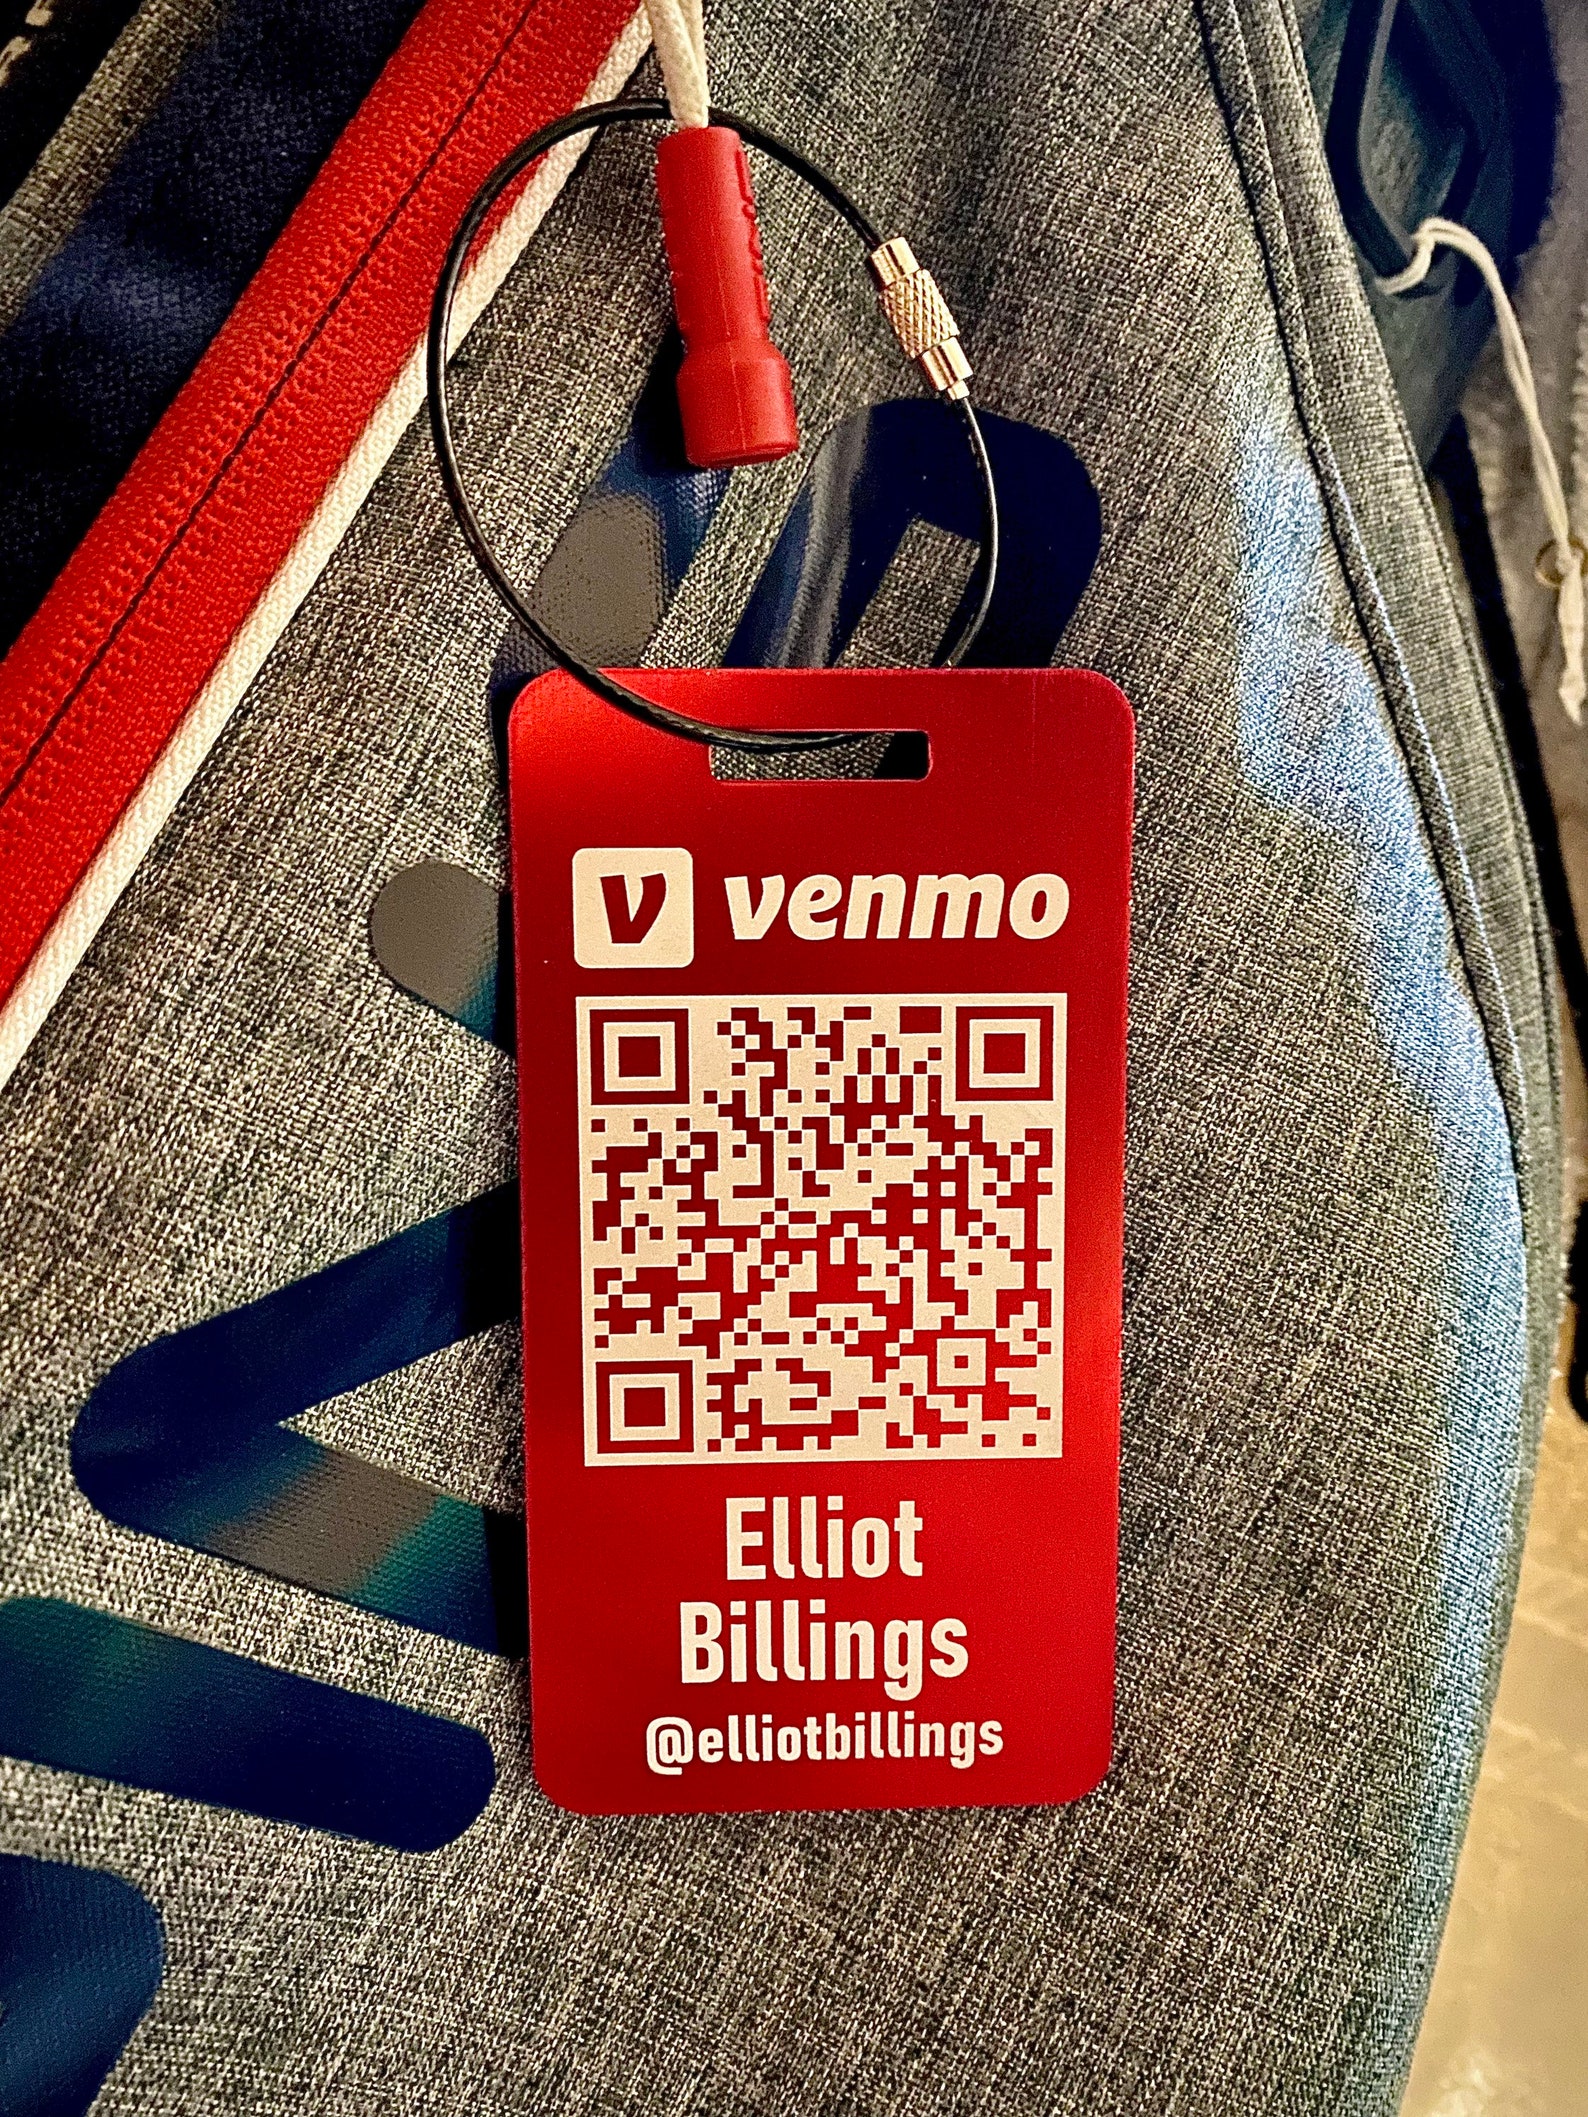 v venmo
Elliot
Billings
@elliotbillings